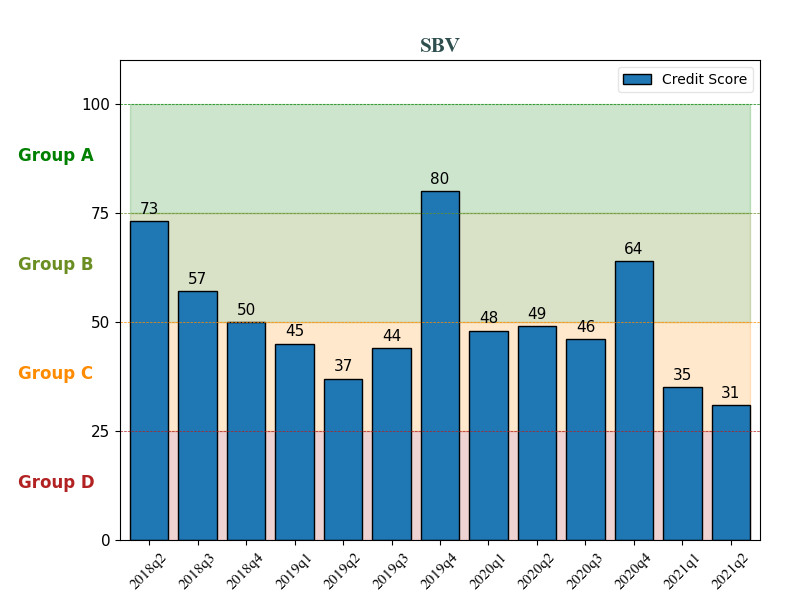 SBV
Credit Score
100
75
50
25
0
Group A
Group B
Group C
Group D
73
57
50
45
37
44
80
48
49
46
64
35
31
2018q2
2018q3
2018q4
2019q1
2019q2
2019q3
2019q4
2020q1
2020q2
2020q3
2020q4
2021q1
2021q2